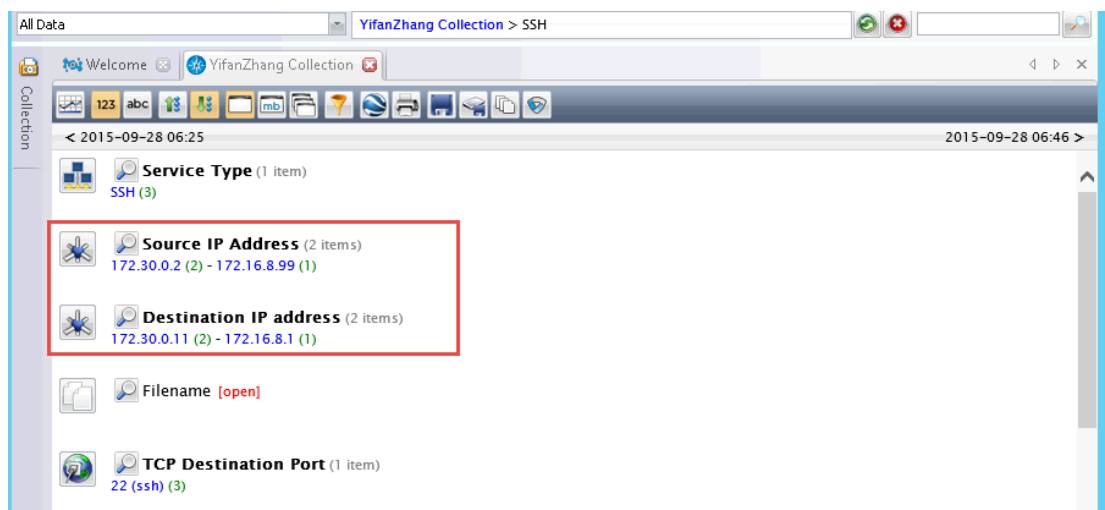 All Data
YifanZhang Collection > SSH
Collection
Welcome
YifanZhang Collection
123 abc mb
< 2015-09-28 06:25 2015-09-28 06:46 >
Service Type (1 item)
SSH (3)
Source IP Address (2 items)
172.30.0.2 (2) - 172.16.8.99 (1)
Destination IP address (2 items)
172.30.0.11 (2) - 172.16.8.1 (1)
Filename [open]
TCP Destination Port (1 item)
22 (ssh) (3)